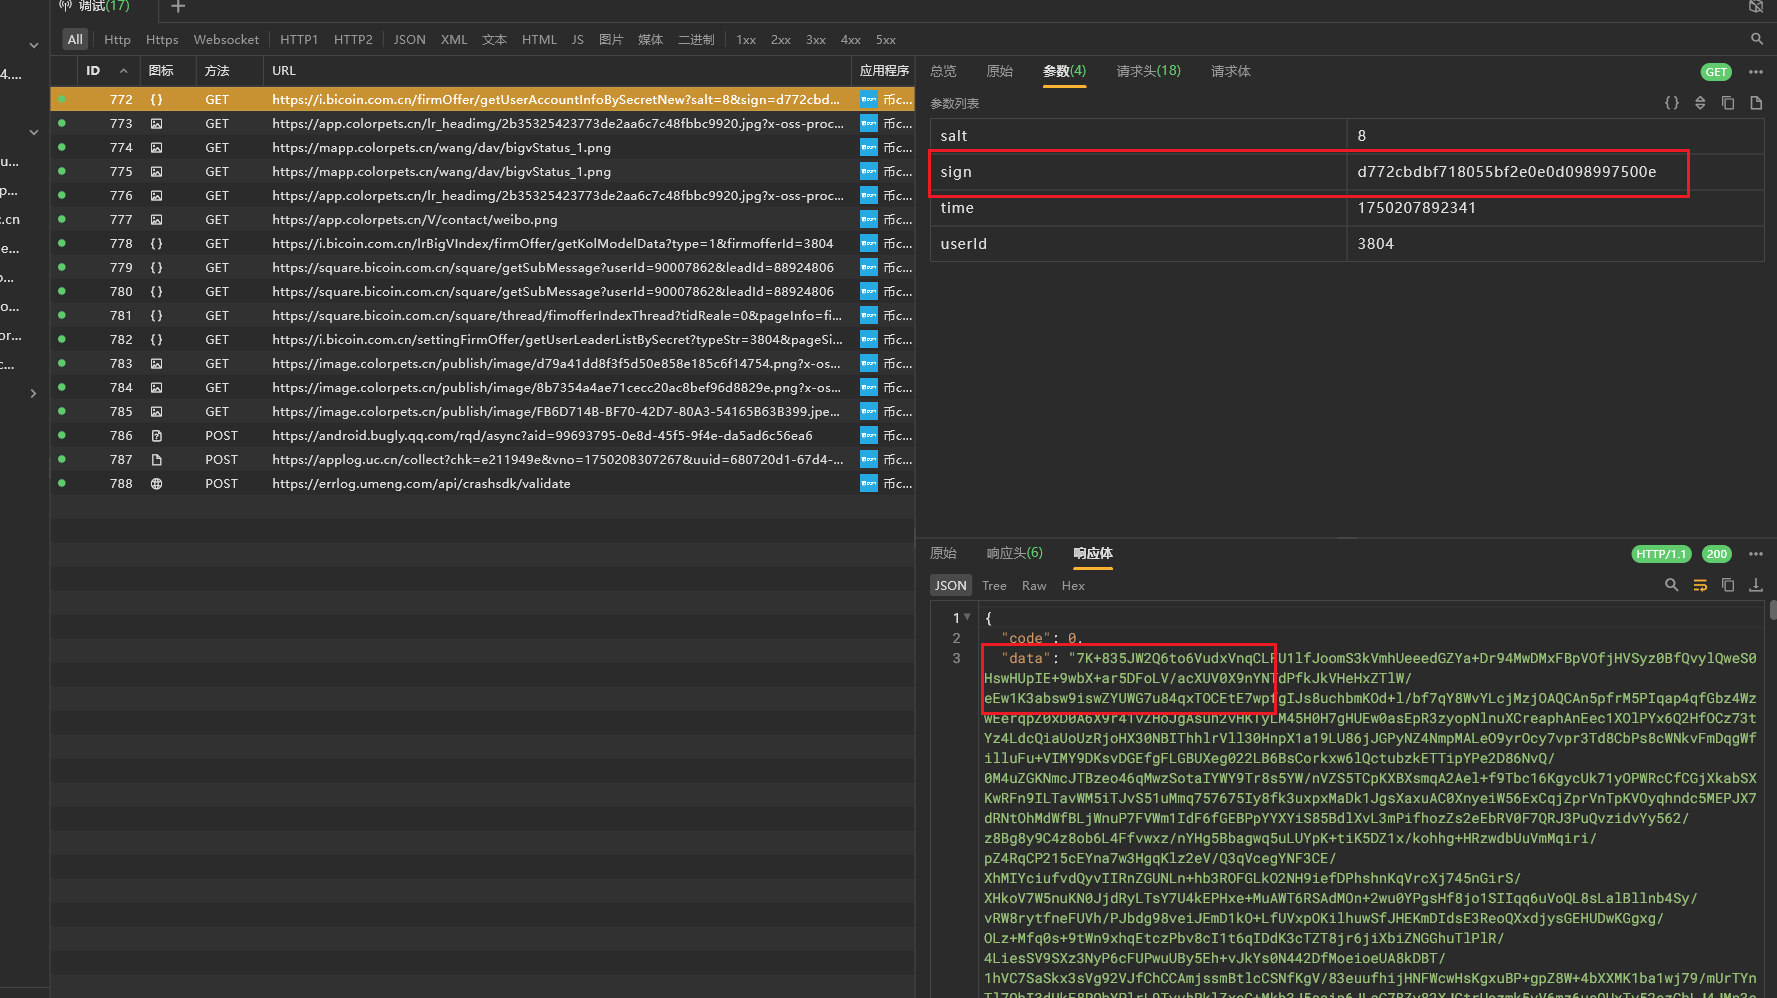 调试(17)
All Http Https Websocket HTTP1 HTTP2 JSON XML 文本 HTML JS 图片 媒体 二进制 1xx 2xx 3xx 4xx 5xx
ID 图标 方法 URL 应用程序
772 {} GET https://i.bicoin.com.cn/firmOffer/getUserAccountInfoBySecretNew?salt=8&sign=d772cbd... 币c...
773 GET https://app.colorpets.cn/lr_headimg/2b35325423773de2aa6c7c48fbbc9920.jpg?x-oss-proc... 币c...
774 GET https://mapp.colorpets.cn/wang/dav/bigvStatus_1.png 币c...
775 GET https://mapp.colorpets.cn/wang/dav/bigvStatus_1.png 币c...
776 GET https://app.colorpets.cn/lr_headimg/2b35325423773de2aa6c7c48fbbc9920.jpg?x-oss-proc... 币c...
777 GET https://app.colorpets.cn/V/contact/weibo.png 币c...
778 {} GET https://i.bicoin.com.cn/lrBigVIndex/firmOffer/getKolModelData?type=1&firmofferId=3804 币c...
779 {} GET https://square.bicoin.com.cn/square/getSubMessage?userId=90007862&leadId=88924806 币c...
780 {} GET https://square.bicoin.com.cn/square/getSubMessage?userId=90007862&leadId=88924806 币c...
781 {} GET https://square.bicoin.com.cn/square/thread/fimofferIndexThread?tidReale=0&pageInfo=fi... 币c...
782 {} GET https://i.bicoin.com.cn/settingFirmOffer/getUserLeaderListBySecret?typeStr=3804&pageSi... 币c...
783 GET https://image.colorpets.cn/publish/image/d79a41dd8f3f5d50e858e185c6f14754.png?x-os... 币c...
784 GET https://image.colorpets.cn/publish/image/8b7354a4ae71cecc20ac8bef96d8829e.png?x-os... 币c...
785 GET https://image.colorpets.cn/publish/image/FB6D714B-BF70-42D7-80A3-54165B63B399.jpe... 币c...
786 POST https://android.bugly.qq.com/rqd/async?aid=99693795-0e8d-45f5-9f4e-da5ad6c56ea6 币c...
787 POST https://applog.uc.cn/collect?chk=e211949e&vno=1750208307267&uuid=680720d1-67d4-... 币c...
788 POST https://errlog.umeng.com/api/crashsdk/validate 币c...
4....
u...
p...
:.cn
e...
o...
o...
or...
c...
总览 原始 参数(4) 请求头(18) 请求体 GET
参数列表
salt 8
sign d772cbdbf718055bf2e0e0d098997500e
time 1750207892341
userId 3804
原始 响应头(6) 响应体 HTTP/1.1 200
JSON Tree Raw Hex
1 {
2 "code": 0,
3 "data": "7K+835JW2Q6to6VudxVnqCLFU1lfJoomS3kVmhUeeedGZYa+Dr94MwDMxFBpVOfjHVSyz0BfQvylQweS0
HswHUpIE+9wbX+ar5DFoLV/acXUV0X9nYNTdPfkJkVHeHxZTlW/
eEw1K3absw9iswZYUWG7u84qxTOCEtE7wpfgIJs8uchbmKOd+l/bf7qY8WvYLcjMzjOAQCAn5pfrM5PIqap4qfGbz4Wz
wEerqpZ0XD0A6X9r4TvZHoJgAsuh2vHKTyLM45H0H7gHUEw0asEpR3zyopNlnuXCreaphAnEec1XOlPYx6Q2HfOCz73t
Yz4LdcQiaUoUzRjoHX30NBIThhlrVll30HnpX1a19LU86jJGPyNZ4NmpMALeO9yrOcy7vpr3Td8CbPs8cWNkvFmDqgWf
illuFu+VIMY9DKsvDGEfgFLGBUXeg022LB6BsCorkxw6lQctubzkETTipYPe2D86NvQ/
0M4uZGKNmcJTBzeo46qMwzSotaIYWY9Tr8s5YW/nVZS5TCpKXBXsmqA2Ael+f9Tbc16KgycUk71yOPWRcCfCGjXkabSX
KwRFn9ILTavWM5iTJvS51uMmq757675Iy8fk3uxpxMaDk1JgsXaxuAC0XnyeiW56ExCqjZprVnTpKVOyqhndc5MEPJX7
dRNtOhMdWfBLjWnuP7FVWm1IdF6fGEBPpYYXYiS85BdlXvL3mPifhozZs2eEbRV0F7QRJ3PuQvzidvYy562/
z8Bg8y9C4z8ob6L4Ffvwxz/nYHg5Bbagwq5uLUYpK+tiK5DZ1x/kohhg+HRzwdbUuVmMqiri/
pZ4RqCP215cEYna7w3HgqKlz2eV/Q3qVcegYNF3CE/
XhMIYciufvdQyvIIRnZGUNLn+hb3ROFGLkO2NH9iefDPhshnKqVrcXj745nGirS/
XHkoV7W5nuKN0JjdRyLTsY7U4kEPHxe+MuAWT6RSAdMOn+2wu0YPgsHf8jo1SIIqq6uVoQL8sLalBllnb4Sy/
vRW8rytfneFUVh/PJbdg98veiJEmD1kO+LfUVxpOKilhuwSfJHEKmDIdsE3ReoQXxdjysGEHUDwKGgxg/
OLz+Mfq0s+9tWn9xhqEtczPbv8cI1t6qIDdK3cTZT8jr6jiXbiZNGGhuTlPlR/
4LiesSV9SXz3NyP6cFUPwuUBy5Eh+vJkYs0N442DfMoeioeUA8kDBT/
1hVC7SaSkx3sVg92VJfChCCAmjssmBtlcCSNfKgV/83euufhijHNFWcwHsKgxuBP+gpZ8W+4bXXMK1ba1wj79/mUrTYn